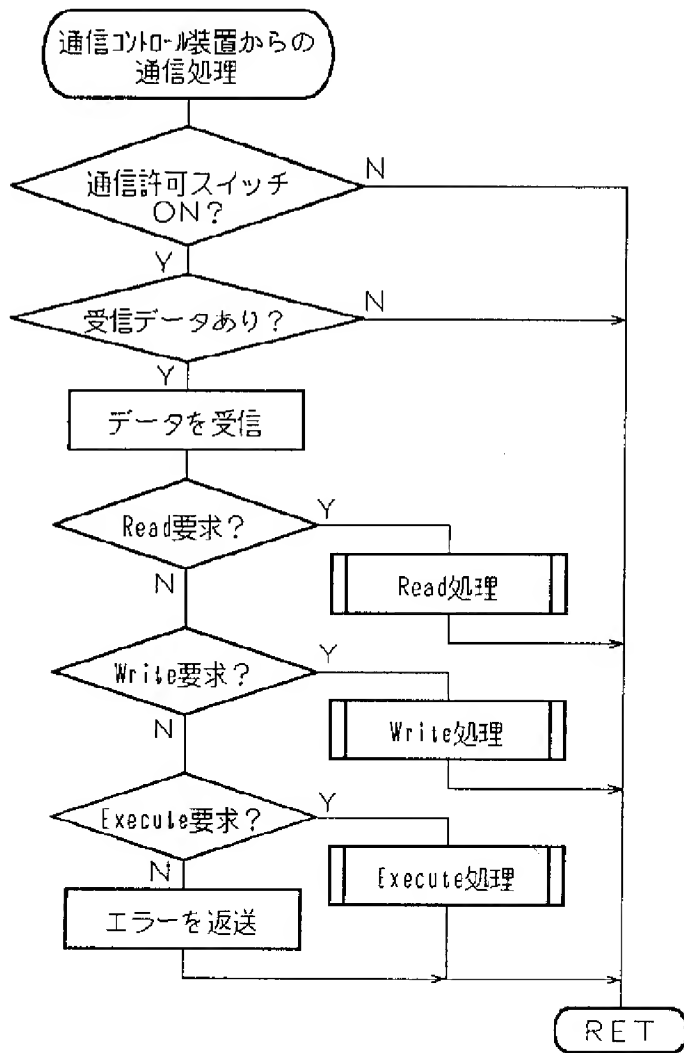 通信コントロール装置からの
通信処理
通信許可スイッチ
ON?
N
Y
受信データあり?
N
Y
データを受信
Read要求?
Y
N
Read処理
Write要求?
Y
N
Write処理
Execute要求?
Y
N
Execute処理
エラーを返送
RET